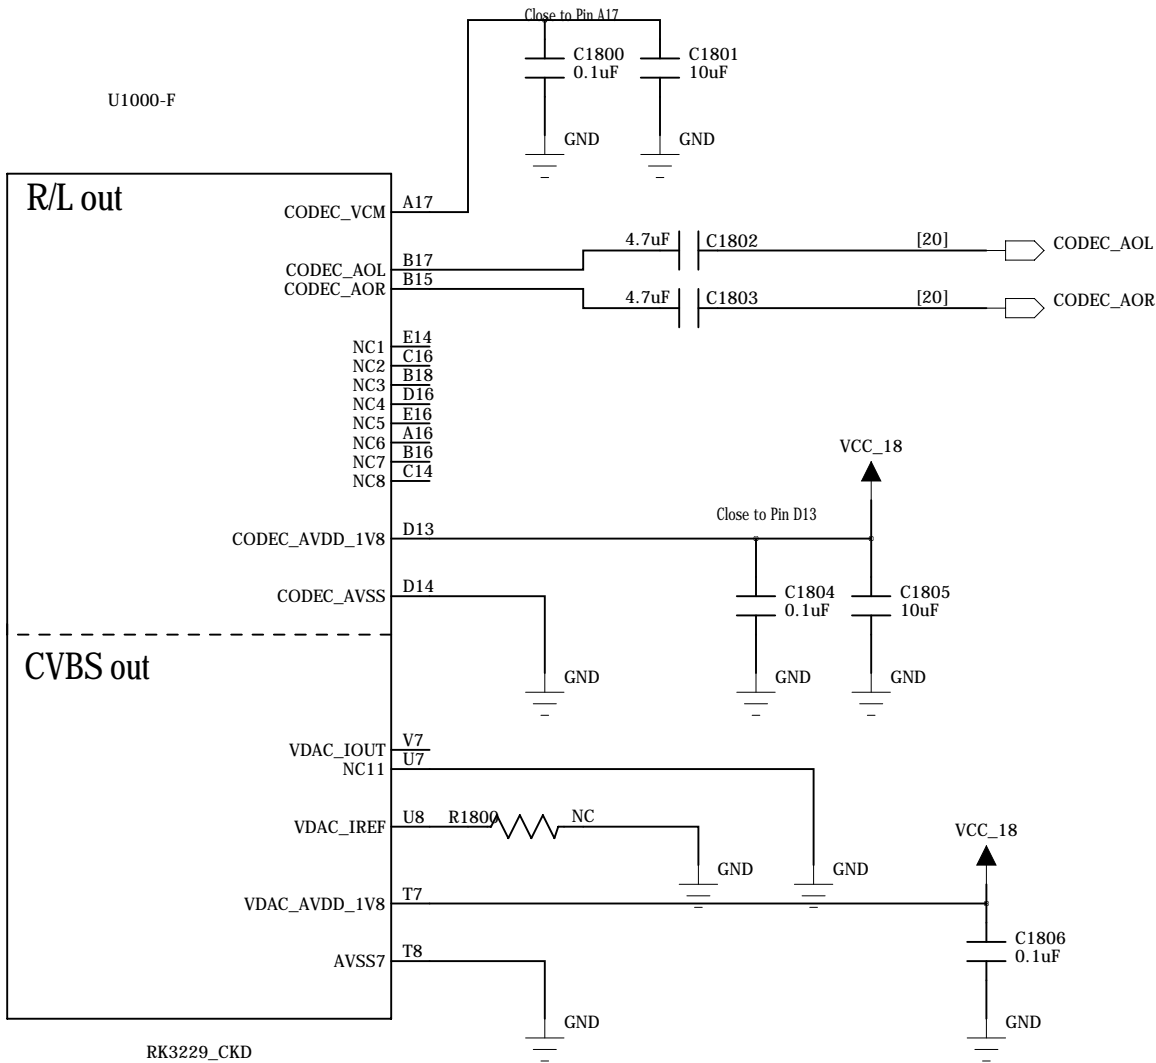 Close to Pin A17
C1800
0.1uF
C1801
10uF
U1000-F
GND
GND
R/L out
CODEC_VCM
A17
4.7uF
C1802
[20]
CODEC_AOL
CODEC_AOL
B17
CODEC_AOR
B15
4.7uF
C1803
[20]
CODEC_AOR
NC1
E14
NC2
C16
NC3
B18
NC4
D16
NC5
E16
NC6
A16
NC7
B16
NC8
C14
VCC_18
Close to Pin D13
CODEC_AVDD_1V8
D13
C1804
0.1uF
C1805
10uF
CODEC_AVSS
D14
GND
GND
GND
CVBS out
VDAC_IOUT
V7
NC11
U7
VDAC_IREF
U8
R1800
NC
VCC_18
GND
GND
VDAC_AVDD_1V8
T7
C1806
0.1uF
AVSS7
T8
GND
GND
RK3229_CKD